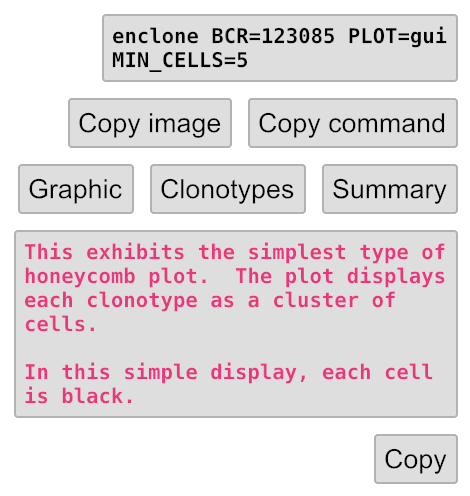 enclone BCR=123085 PLOT=gui
MIN_CELLS=5
Copy image
Copy command
Graphic
Clonotypes
Summary
This exhibits the simplest type of
honeycomb plot.  The plot displays
each clonotype as a cluster of
cells.

In this simple display, each cell
is black.
Copy